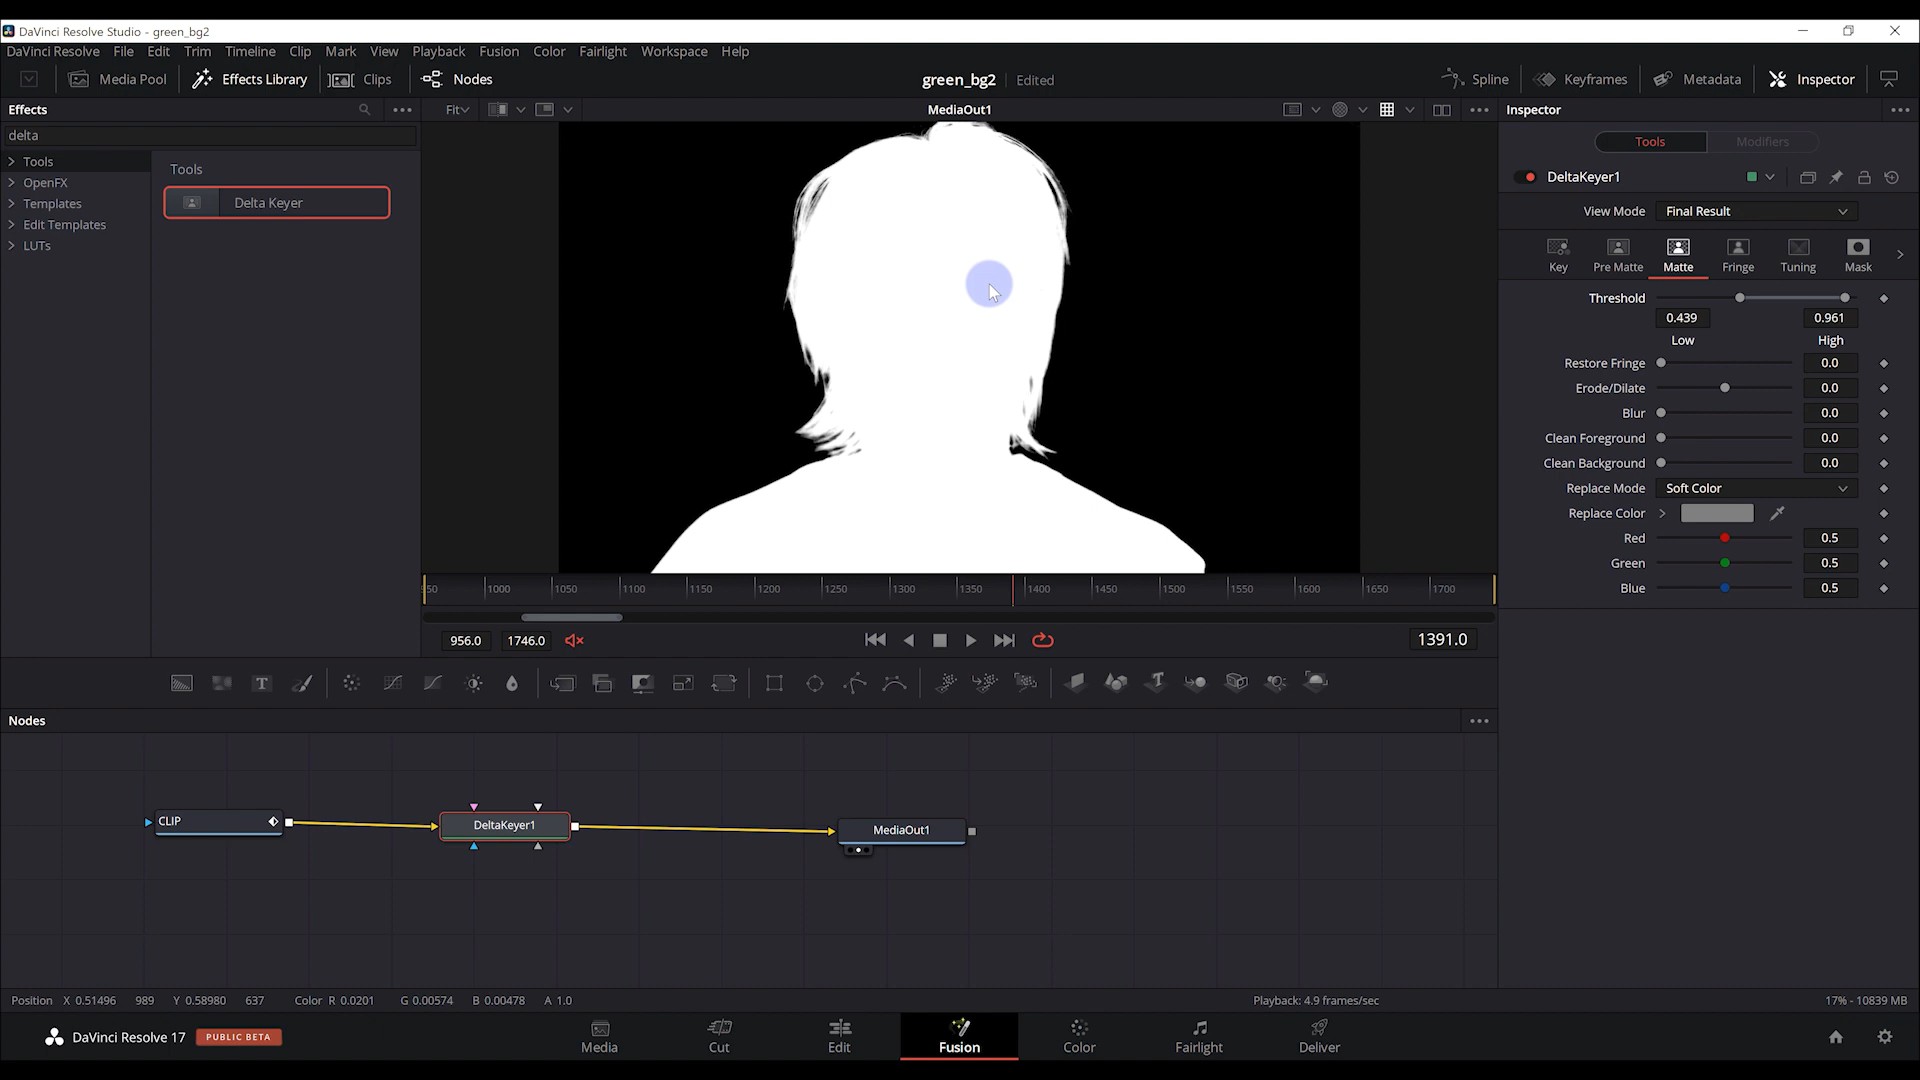 DaVinci Resolve Studio - green_bg2
DaVinci Resolve File Edit Trim Timeline Clip Mark View Playback Fusion Color Fairlight Workspace Help
Media Pool Effects Library Clips Nodes green_bg2 Edited Spline Keyframes Metadata Inspector
Effects Fit MediaOut1 Inspector
delta
Tools Modifiers
Tools
OpenFX
Templates
Edit Templates
LUTs
Tools
Delta Keyer
DeltaKeyer1
View Mode Final Result
Key Pre Matte Matte Fringe Tuning Mask
Threshold
0.439 0.961
Low High
Restore Fringe 0.0
Erode/Dilate 0.0
Blur 0.0
Clean Foreground 0.0
Clean Background 0.0
Replace Mode Soft Color
Replace Color
Red 0.5
Green 0.5
Blue 0.5
50 1000 1050 1100 1150 1200 1250 1300 1350 1400 1450 1500 1550 1600 1650 1700
956.0 1746.0 1391.0
Nodes
CLIP DeltaKeyer1 MediaOut1
Position X 0.51496 989 Y 0.58980 637 Color R 0.0201 G 0.00574 B 0.00478 A 1.0 Playback: 4.9 frames/sec 17% - 10839 MB
DaVinci Resolve 17 PUBLIC BETA
Media Cut Edit Fusion Color Fairlight Deliver